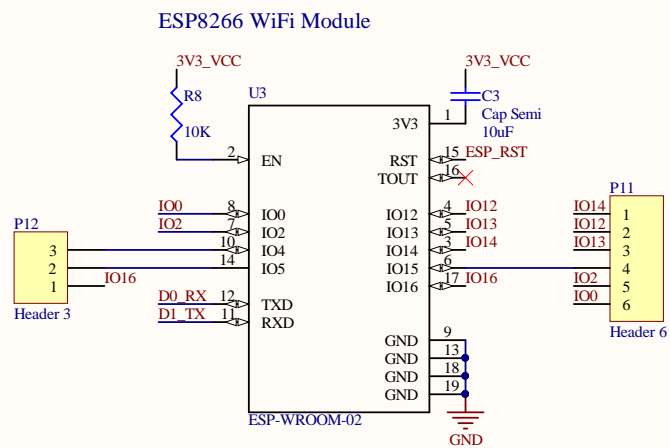 ESP8266 WiFi Module
3V3_VCC
3V3_VCC
R8
10K
U3
C3
Cap Semi
10uF
1
3V3
2
EN
15
RST
ESP_RST
16
TOUT
IO0
8
IO0
IO2
7
IO2
10
IO4
14
IO5
D0_RX
12
TXD
D1_TX
11
RXD
4
IO12
IO12
5
IO13
IO13
3
IO14
IO14
6
IO15
17
IO16
IO16
GND
9
GND
13
GND
18
GND
19
ESP-WROOM-02
GND
P12
3
2
1
IO16
Header 3
P11
IO14
1
IO12
2
IO13
3
4
IO2
5
IO0
6
Header 6